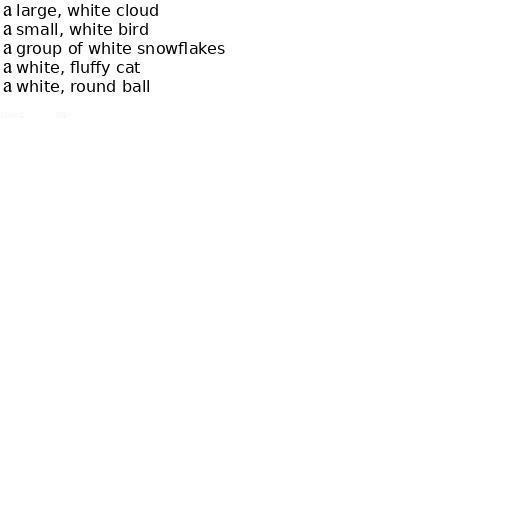 a large, white cloud
a small, white bird
a group of white snowflakes
a white, fluffy cat
a white, round ball